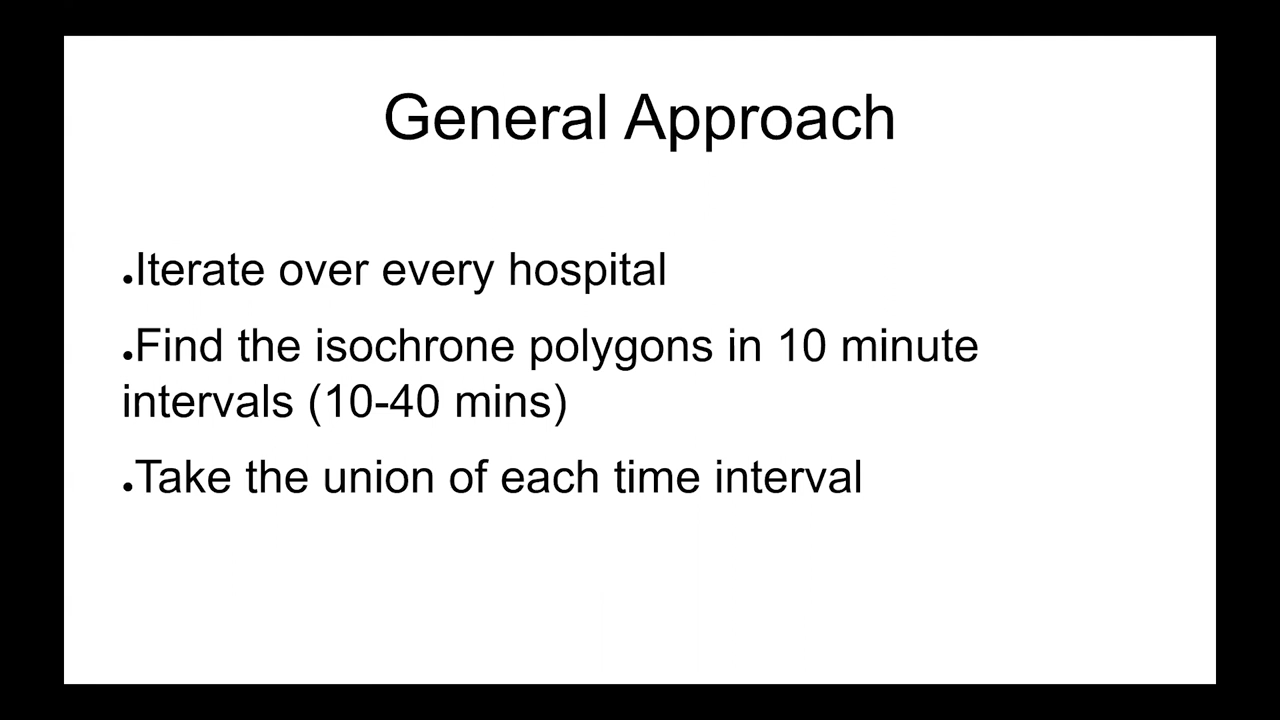 General Approach
●Iterate over every hospital
●Find the isochrone polygons in 10 minute
intervals (10-40 mins)
●Take the union of each time interval